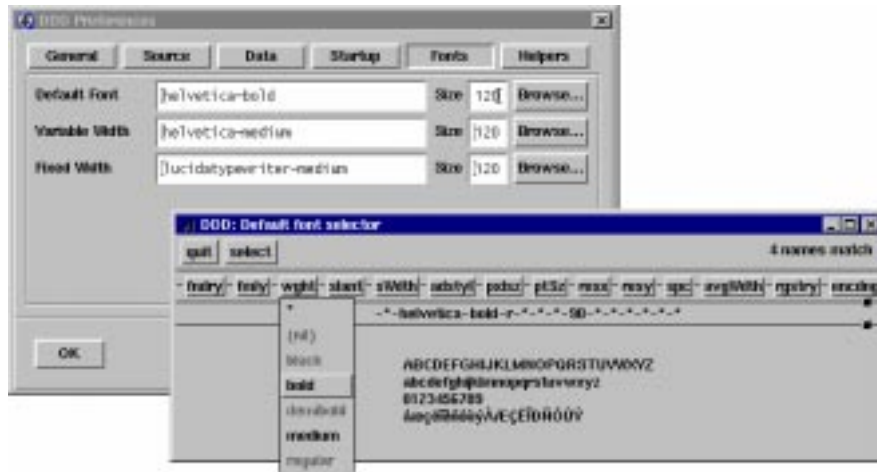 DDD Preferences
General Source Data Startup Fonts Helpers
Default Font helvetica-bold Size 120 Browse...
Variable Width helvetica-medium Size 120 Browse...
Fixed Width lucidatypewriter-medium Size 120 Browse...
DDD: Default font selector
quit select 4 names match
- fndry - fmly - wght - slant - sWdth - adstyl - pxlsz - ptSz - resx - resy - spc - avgWdth - rgstry - encdng
-*-helvetica-bold-r-*-*-*-90-*-*-*-*-*-*
*
(nil)
black
bold
demibold
medium
regular
OK
ABCDEFGHIJKLMNOPQRSTUVWXYZ
abcdefghijklmnopqrstuvwxyz
0123456789